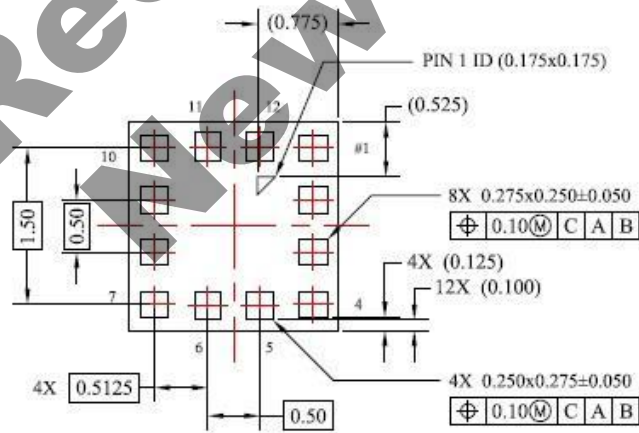 Re
New
(0.775)
PIN 1 ID (0.175x0.175)
11
12
(0.525)
10
#1
8X 0.275x0.250±0.050
⌖ 0.10Ⓜ C A B
1.50
0.50
4X (0.125)
12X (0.100)
7
4
6
5
4X 0.250x0.275±0.050
4X 0.5125
⌖ 0.10Ⓜ C A B
0.50